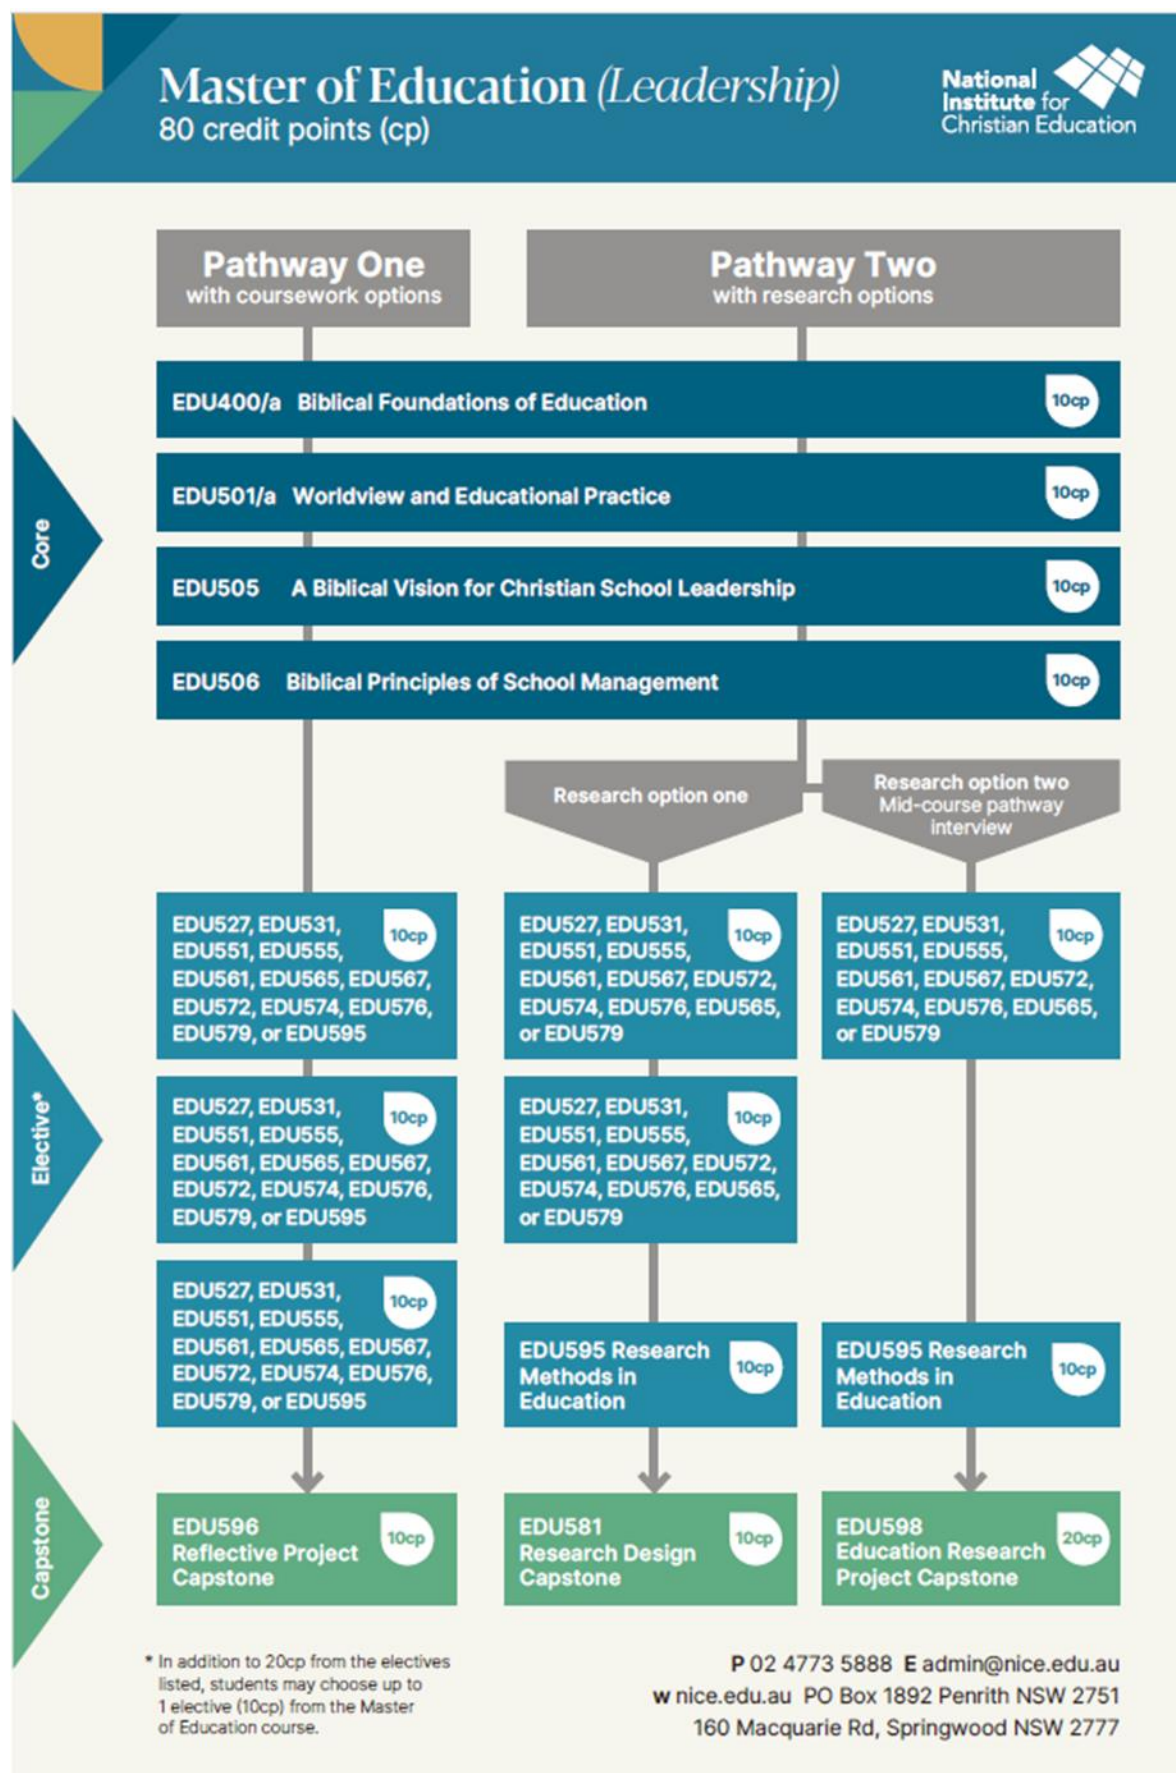 Master of Education (Leadership)
80 credit points (cp)
National
Institute for
Christian Education
Pathway One
with coursework options
Pathway Two
with research options
Core
EDU400/a Biblical Foundations of Education
10cp
EDU501/a Worldview and Educational Practice
10cp
EDU505 A Biblical Vision for Christian School Leadership
10cp
EDU506 Biblical Principles of School Management
10cp
Research option one
Research option two
Mid-course pathway
interview
Elective*
EDU527, EDU531,
EDU551, EDU555,
EDU561, EDU565, EDU567,
EDU572, EDU574, EDU576,
EDU579, or EDU595
10cp
EDU527, EDU531,
EDU551, EDU555,
EDU561, EDU567, EDU572,
EDU574, EDU576, EDU565,
or EDU579
10cp
EDU527, EDU531,
EDU551, EDU555,
EDU561, EDU567, EDU572,
EDU574, EDU576, EDU565,
or EDU579
10cp
EDU527, EDU531,
EDU551, EDU555,
EDU561, EDU565, EDU567,
EDU572, EDU574, EDU576,
EDU579, or EDU595
10cp
EDU527, EDU531,
EDU551, EDU555,
EDU561, EDU567, EDU572,
EDU574, EDU576, EDU565,
or EDU579
10cp
EDU527, EDU531,
EDU551, EDU555,
EDU561, EDU565, EDU567,
EDU572, EDU574, EDU576,
EDU579, or EDU595
10cp
EDU595 Research
Methods in
Education
10cp
EDU595 Research
Methods in
Education
10cp
Capstone
EDU596
Reflective Project
Capstone
10cp
EDU581
Research Design
Capstone
10cp
EDU598
Education Research
Project Capstone
20cp
* In addition to 20cp from the electives
listed, students may choose up to
1 elective (10cp) from the Master
of Education course.
P 02 4773 5888 E admin@nice.edu.au
w nice.edu.au PO Box 1892 Penrith NSW 2751
160 Macquarie Rd, Springwood NSW 2777